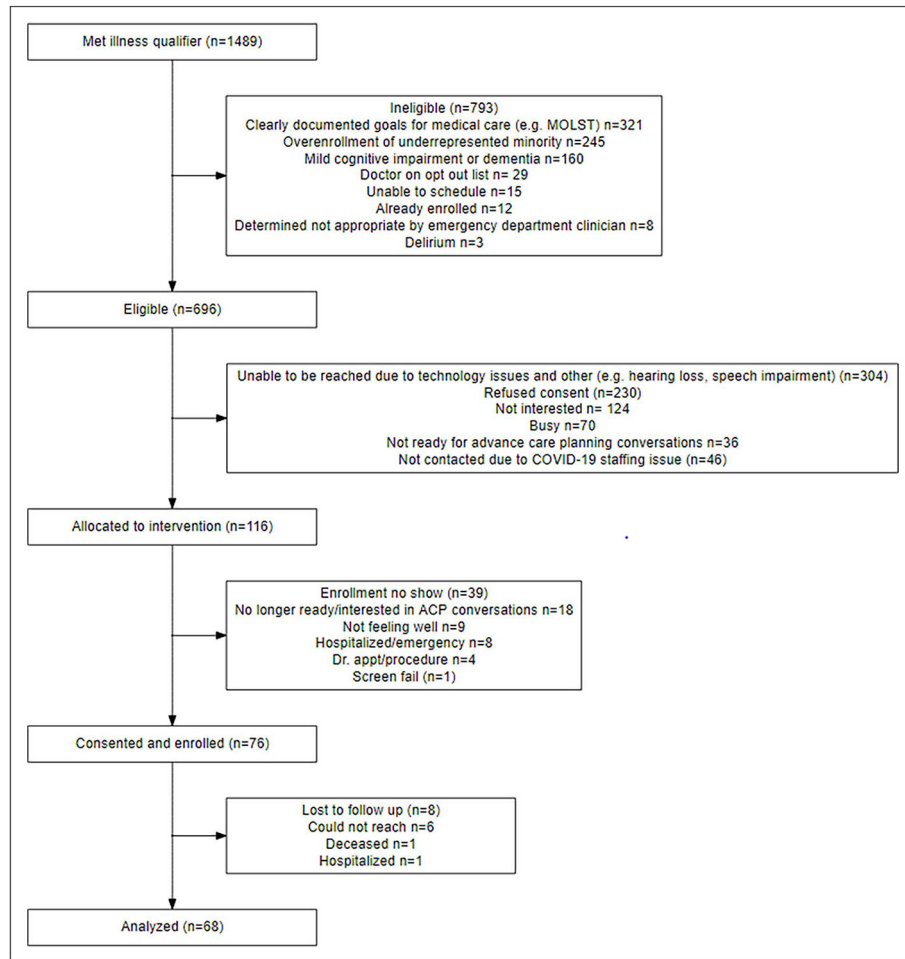 Met illness qualifier (n=1489)
Ineligible (n=793)
Clearly documented goals for medical care (e.g. MOLST) n=321
Overenrollment of underrepresented minority n=245
Mild cognitive impairment or dementia n=160
Doctor on opt out list n= 29
Unable to schedule n=15
Already enrolled n=12
Determined not appropriate by emergency department clinician n=8
Delirium n=3
Eligible (n=696)
Unable to be reached due to technology issues and other (e.g. hearing loss, speech impairment) (n=304)
Refused consent (n=230)
Not interested n= 124
Busy n=70
Not ready for advance care planning conversations n=36
Not contacted due to COVID-19 staffing issue (n=46)
Allocated to intervention (n=116)
Enrollment no show (n=39)
No longer ready/interested in ACP conversations n=18
Not feeling well n=9
Hospitalized/emergency n=8
Dr. appt/procedure n=4
Screen fail (n=1)
Consented and enrolled (n=76)
Lost to follow up (n=8)
Could not reach n=6
Deceased n=1
Hospitalized n=1
Analyzed (n=68)